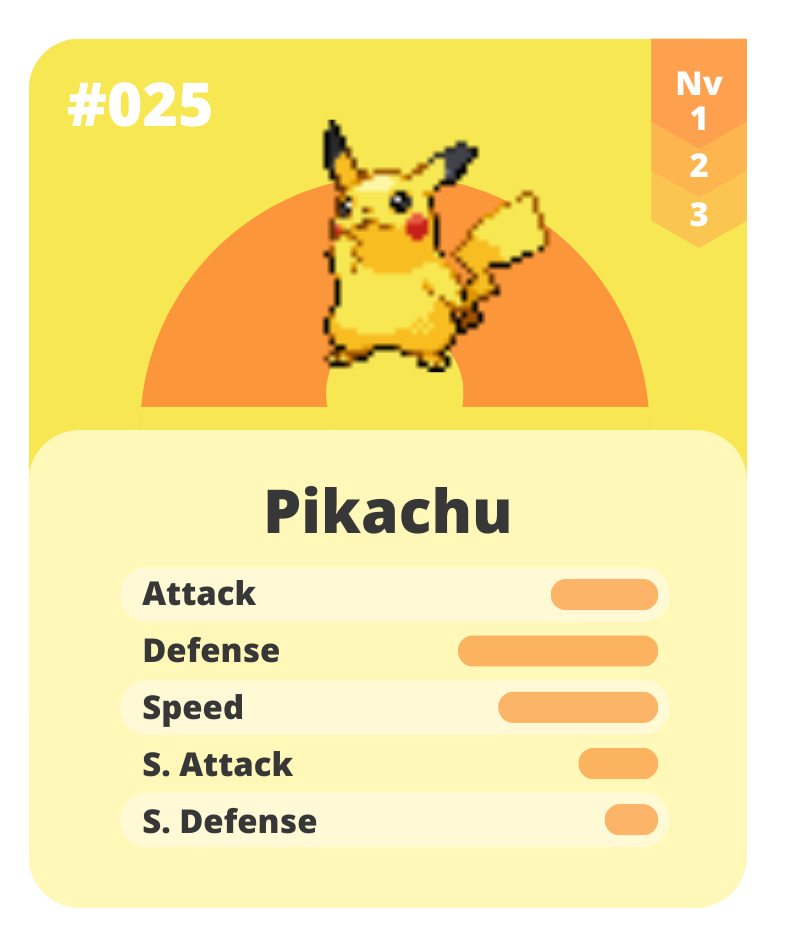 #025
Nv
1
2
3
Pikachu
Attack
Defense
Speed
S. Attack
S. Defense